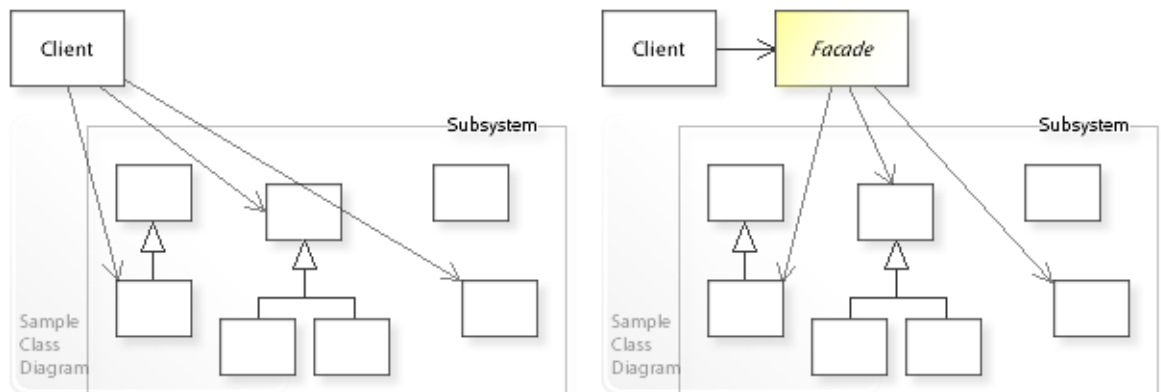 Client
Subsystem
Sample
Class
Diagram
Client
Facade
Subsystem
Sample
Class
Diagram